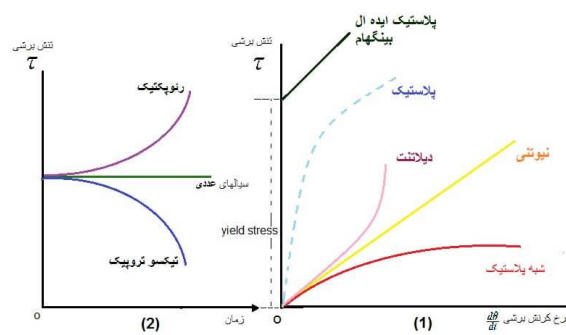 تنش برشی
τ
رئوپکتیک
سیالهای عددی
تیکسو تروپیک
o
(2)
زمان
تنش برشی
τ
yield stress
پلاستیک ایده ال
بینگهام
پلاستیک
دیلاتنت
نیوتنی
شبه پلاستیک
O
(1)
نرخ کرنش برشی dθ/dt